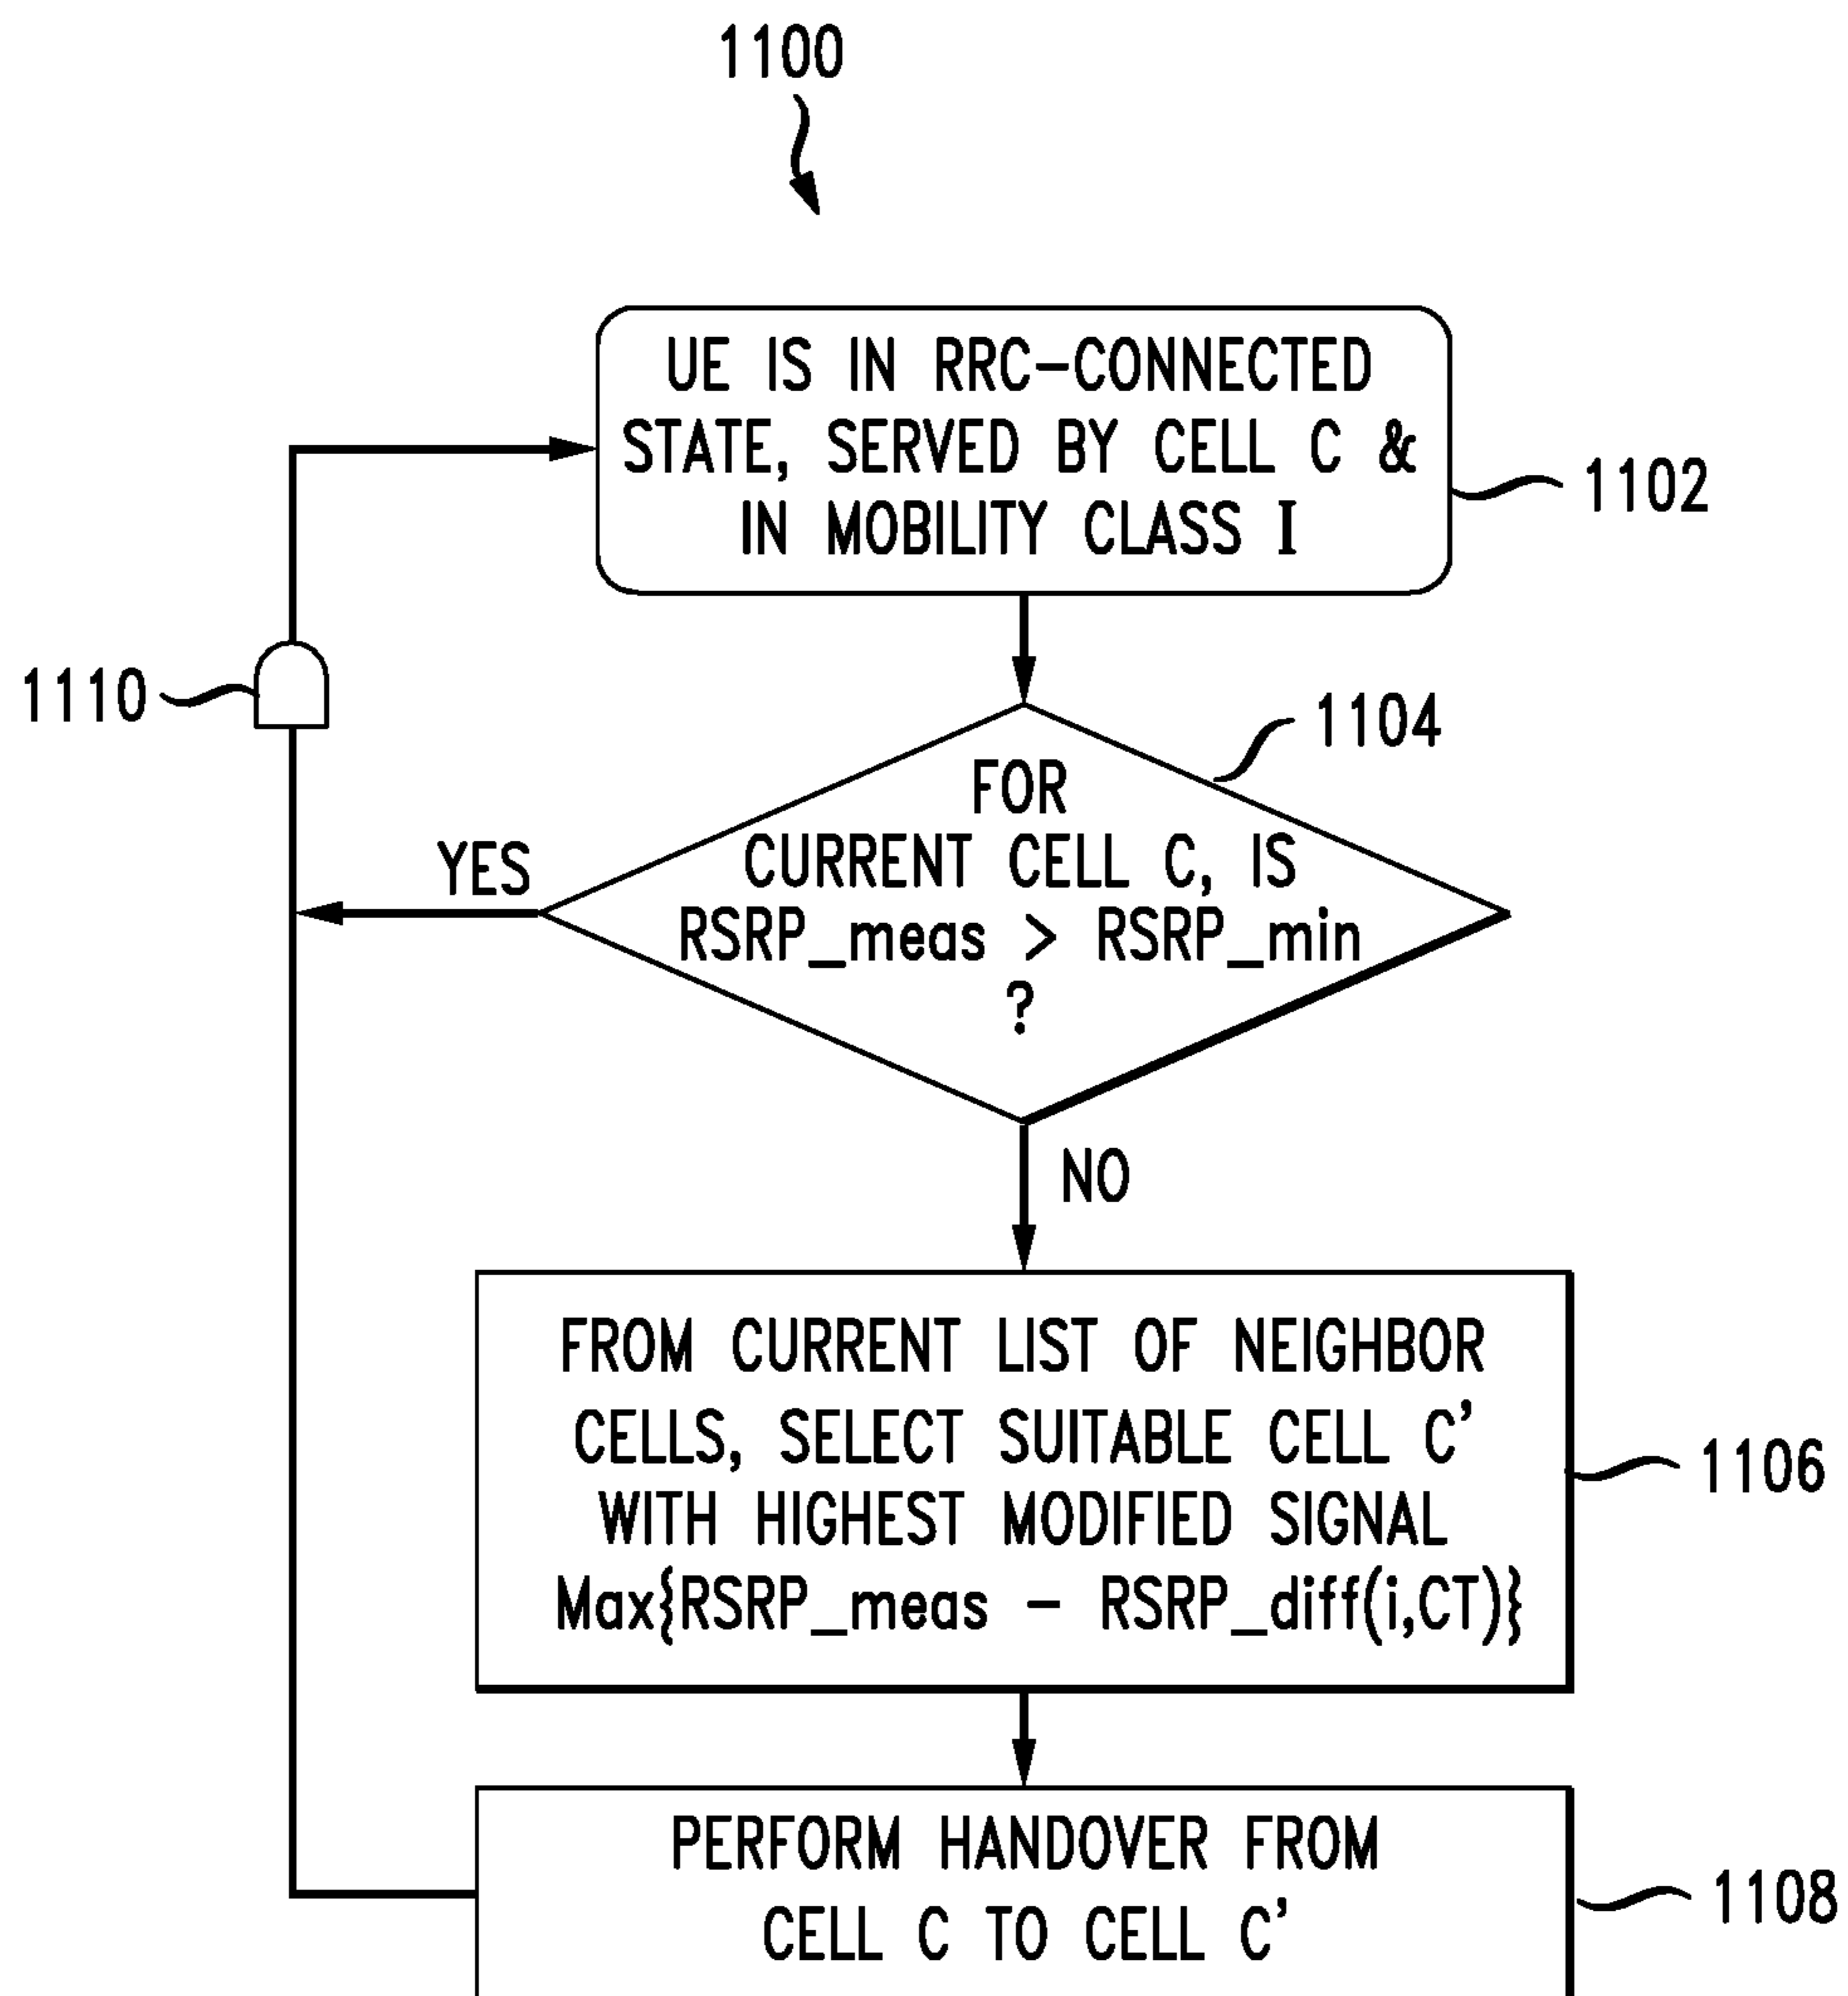 1100
UE IS IN RRC-CONNECTED
STATE, SERVED BY CELL C &
IN MOBILITY CLASS I
1102
1110
1104
FOR
CURRENT CELL C, IS
RSRP_meas > RSRP_min
?
YES
NO
FROM CURRENT LIST OF NEIGHBOR
CELLS, SELECT SUITABLE CELL C'
WITH HIGHEST MODIFIED SIGNAL
Max{RSRP_meas - RSRP_diff(i,CT)}
1106
PERFORM HANDOVER FROM
CELL C TO CELL C'
1108